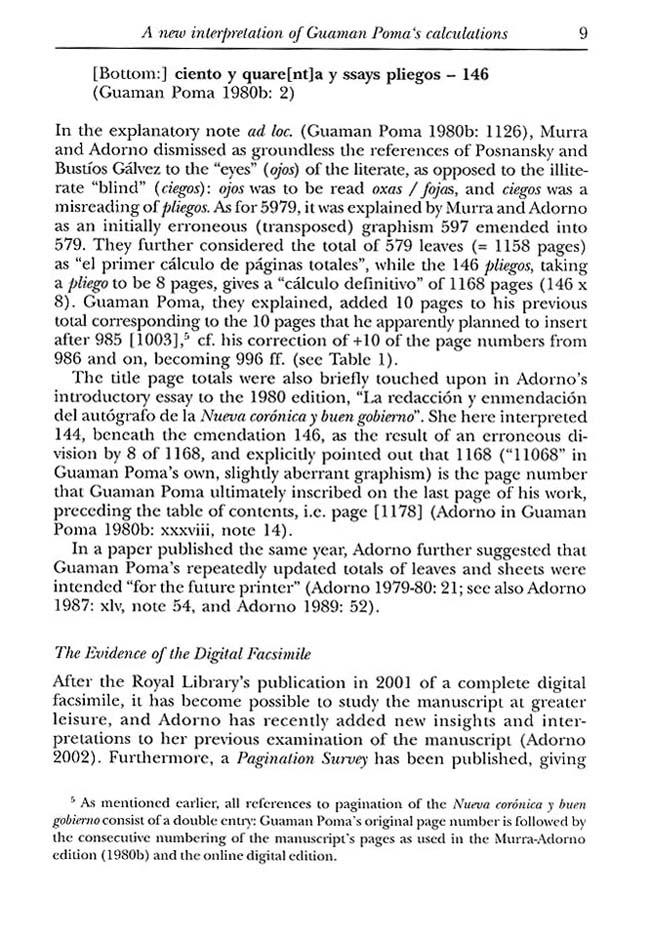 A new interpretation of Guaman Poma's calculations 9
[Bottom:] ciento y quare[nt]a y ssays pliegos – 146
(Guaman Poma 1980b: 2)
In the explanatory note ad loc. (Guaman Poma 1980b: 1126), Murra
and Adorno dismissed as groundless the references of Posnansky and
Bustíos Gálvez to the “eyes” (ojos) of the literate, as opposed to the illite-
rate “blind” (ciegos): ojos was to be read oxas / fojas, and ciegos was a
misreading of pliegos. As for 5979, it was explained by Murra and Adorno
as an initially erroneous (transposed) graphism 597 emended into
579. They further considered the total of 579 leaves (= 1158 pages)
as “el primer cálculo de páginas totales”, while the 146 pliegos, taking
a pliego to be 8 pages, gives a “cálculo definitivo” of 1168 pages (146 x
8). Guaman Poma, they explained, added 10 pages to his previous
total corresponding to the 10 pages that he apparently planned to insert
after 985 [1003],⁵ cf. his correction of +10 of the page numbers from
986 and on, becoming 996 ff. (see Table 1).
The title page totals were also briefly touched upon in Adorno's
introductory essay to the 1980 edition, “La redacción y enmendación
del autógrafo de la Nueva corónica y buen gobierno”. She here interpreted
144, beneath the emendation 146, as the result of an erroneous di-
vision by 8 of 1168, and explicitly pointed out that 1168 (“11068” in
Guaman Poma's own, slightly aberrant graphism) is the page number
that Guaman Poma ultimately inscribed on the last page of his work,
preceding the table of contents, i.e. page [1178] (Adorno in Guaman
Poma 1980b: xxxviii, note 14).
In a paper published the same year, Adorno further suggested that
Guaman Poma's repeatedly updated totals of leaves and sheets were
intended “for the future printer” (Adorno 1979-80: 21; see also Adorno
1987: xlv, note 54, and Adorno 1989: 52).
The Evidence of the Digital Facsimile
After the Royal Library's publication in 2001 of a complete digital
facsimile, it has become possible to study the manuscript at greater
leisure, and Adorno has recently added new insights and inter-
pretations to her previous examination of the manuscript (Adorno
2002). Furthermore, a Pagination Survey has been published, giving
⁵ As mentioned earlier, all references to pagination of the Nueva corónica y buen
gobierno consist of a double entry: Guaman Poma's original page number is followed by
the consecutive numbering of the manuscript's pages as used in the Murra-Adorno
edition (1980b) and the online digital edition.